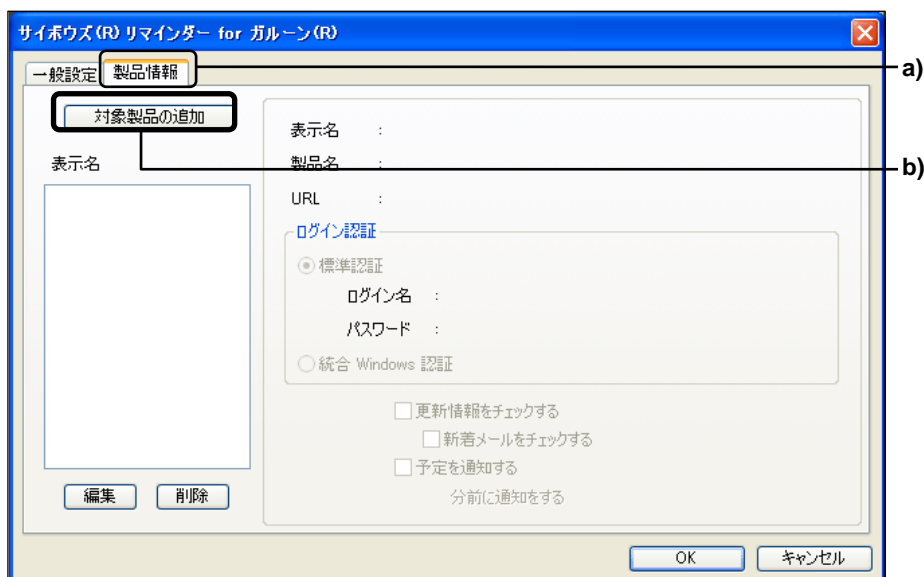 サイボウズ(R) リマインダー for ガルーン(R)
一般設定 製品情報
a)
対象製品の追加
b)
表示名
編集 削除
表示名 :
製品名 :
URL :
ログイン認証
標準認証
ログイン名 :
パスワード :
統合 Windows 認証
更新情報をチェックする
新着メールをチェックする
予定を通知する
分前に通知をする
OK キャンセル